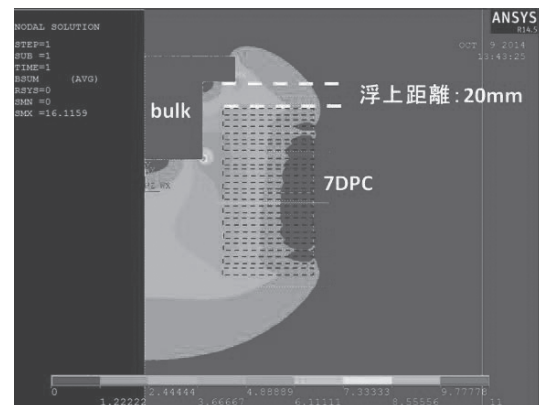 NODAL SOLUTION
STEP=1
SUB =1
TIME=1
BSUM (AVG)
RSYS=0
SMN =0
SMX =16.1159
ANSYS
R14.5
OCT 9 2014
13:43:25
浮上距離:20mm
bulk
7DPC
0
1.22222
2.44444
3.66667
4.88889
6.11111
7.33333
8.55556
9.77778
11